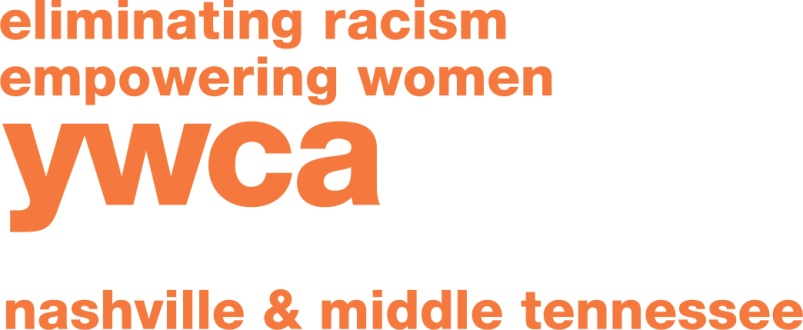 eliminating racism
empowering women
ywca
nashville & middle tennessee